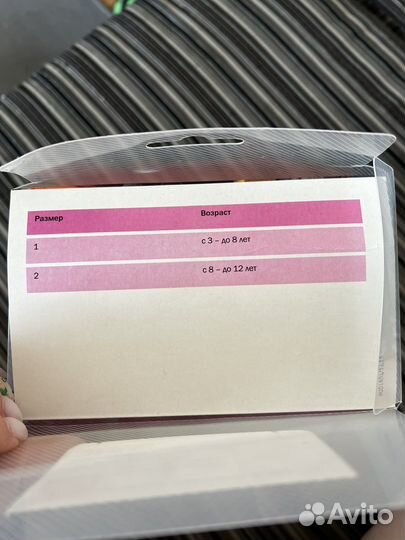 Размер Возраст
1 с 3 – до 8 лет
2 с 8 – до 12 лет
Avito